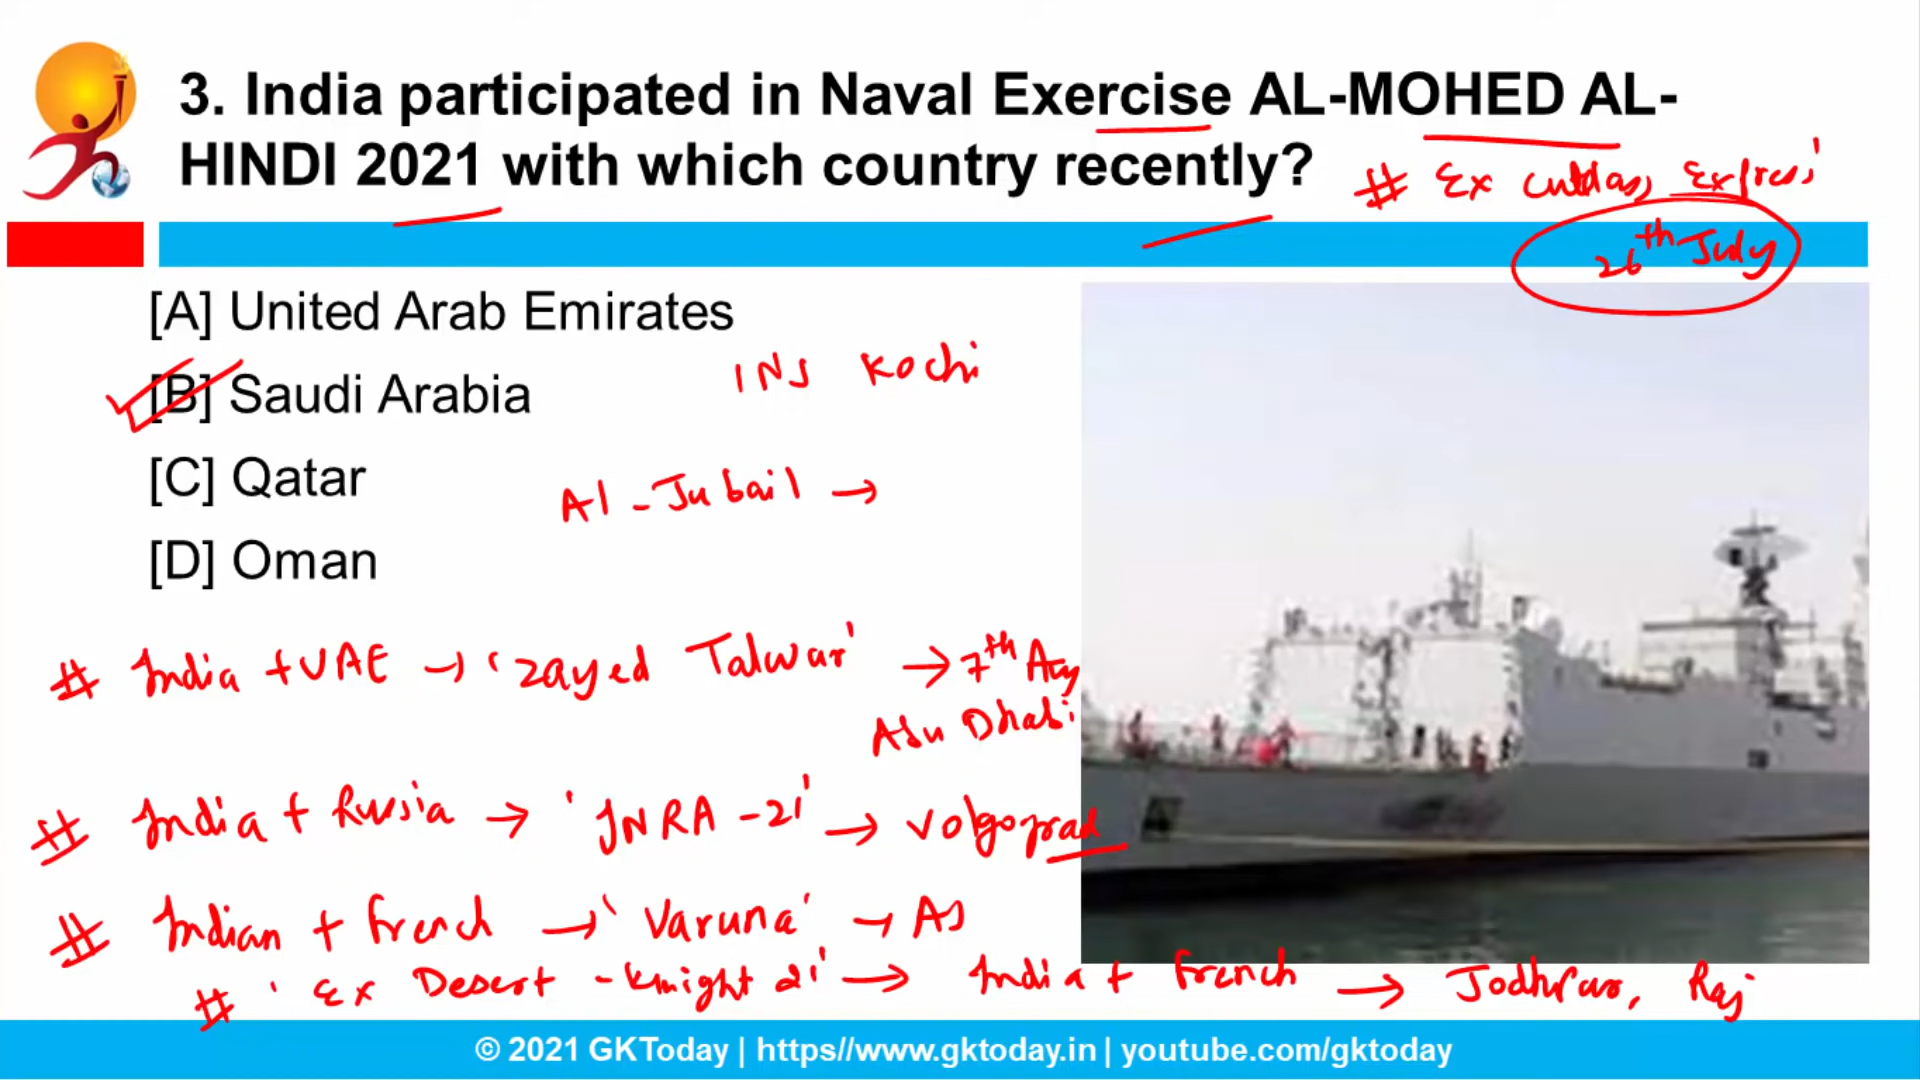 3. India participated in Naval Exercise AL-MOHED AL-
HINDI 2021 with which country recently?
# Ex cutlass Express'
26th July
[A] United Arab Emirates
[B] Saudi Arabia
INS Kochi
[C] Qatar
Al-Jubail →
[D] Oman
# India + UAE → 'Zayed Talwar' → 7th Aug
Abu Dhabi
# India + Russia → 'INRA-21' → Volgograd
# Indian + French → 'Varuna' → AS
# 'Ex Desert-Knight 21' → India + French → Jodhpur, Raj
© 2021 GKToday | https//www.gktoday.in | youtube.com/gktoday